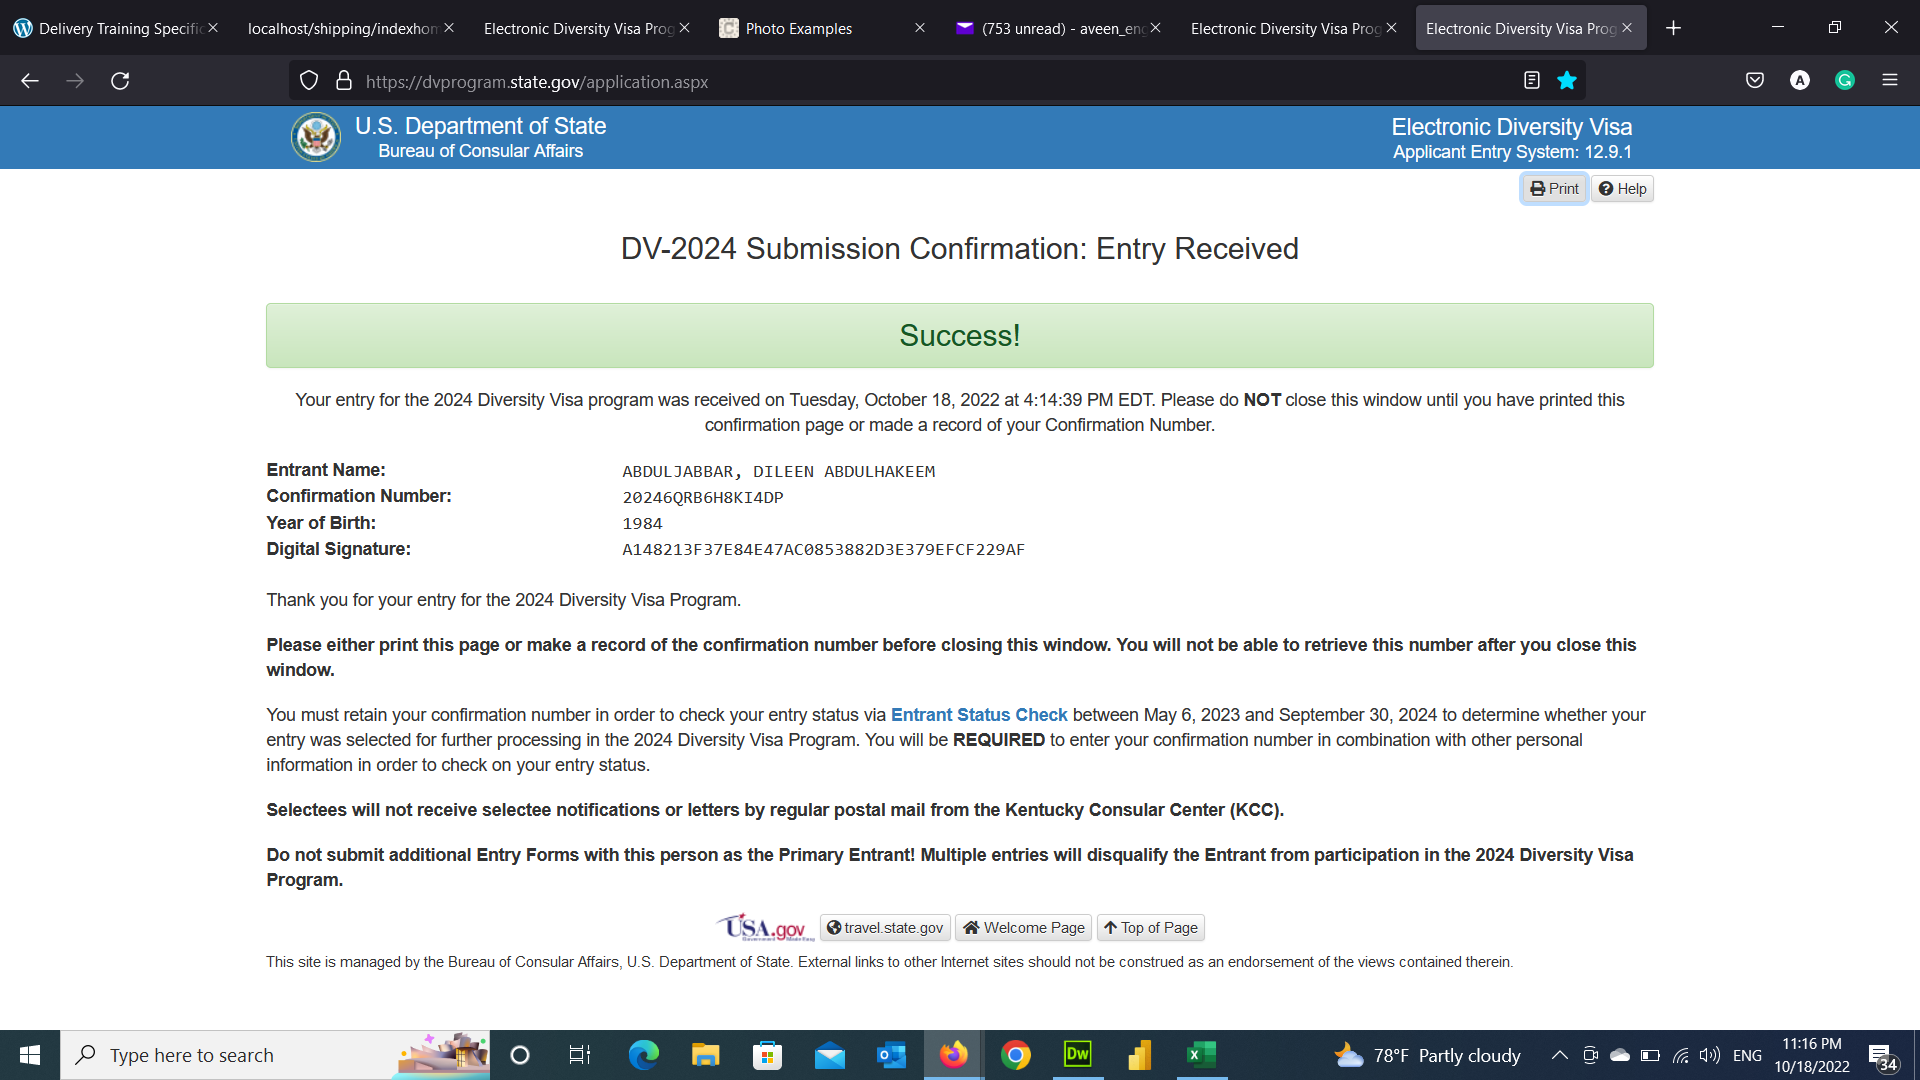 Delivery Training Specific
localhost/shipping/indexhom
Electronic Diversity Visa Prog
Photo Examples
(753 unread) - aveen_eng
Electronic Diversity Visa Prog
Electronic Diversity Visa Prog
https://dvprogram.state.gov/application.aspx
A
U.S. Department of State
Bureau of Consular Affairs
Electronic Diversity Visa
Applicant Entry System: 12.9.1
Print
Help
DV-2024 Submission Confirmation: Entry Received
Success!
Your entry for the 2024 Diversity Visa program was received on Tuesday, October 18, 2022 at 4:14:39 PM EDT. Please do NOT close this window until you have printed this
confirmation page or made a record of your Confirmation Number.
Entrant Name: ABDULJABBAR, DILEEN ABDULHAKEEM
Confirmation Number: 20246QRB6H8KI4DP
Year of Birth: 1984
Digital Signature: A148213F37E84E47AC0853882D3E379EFCF229AF
Thank you for your entry for the 2024 Diversity Visa Program.
Please either print this page or make a record of the confirmation number before closing this window. You will not be able to retrieve this number after you close this
window.
You must retain your confirmation number in order to check your entry status via Entrant Status Check between May 6, 2023 and September 30, 2024 to determine whether your
entry was selected for further processing in the 2024 Diversity Visa Program. You will be REQUIRED to enter your confirmation number in combination with other personal
information in order to check on your entry status.
Selectees will not receive selectee notifications or letters by regular postal mail from the Kentucky Consular Center (KCC).
Do not submit additional Entry Forms with this person as the Primary Entrant! Multiple entries will disqualify the Entrant from participation in the 2024 Diversity Visa
Program.
USA.gov
travel.state.gov
Welcome Page
Top of Page
This site is managed by the Bureau of Consular Affairs, U.S. Department of State. External links to other Internet sites should not be construed as an endorsement of the views contained therein.
Type here to search
Dw
78°F Partly cloudy
ENG
11:16 PM
10/18/2022
34